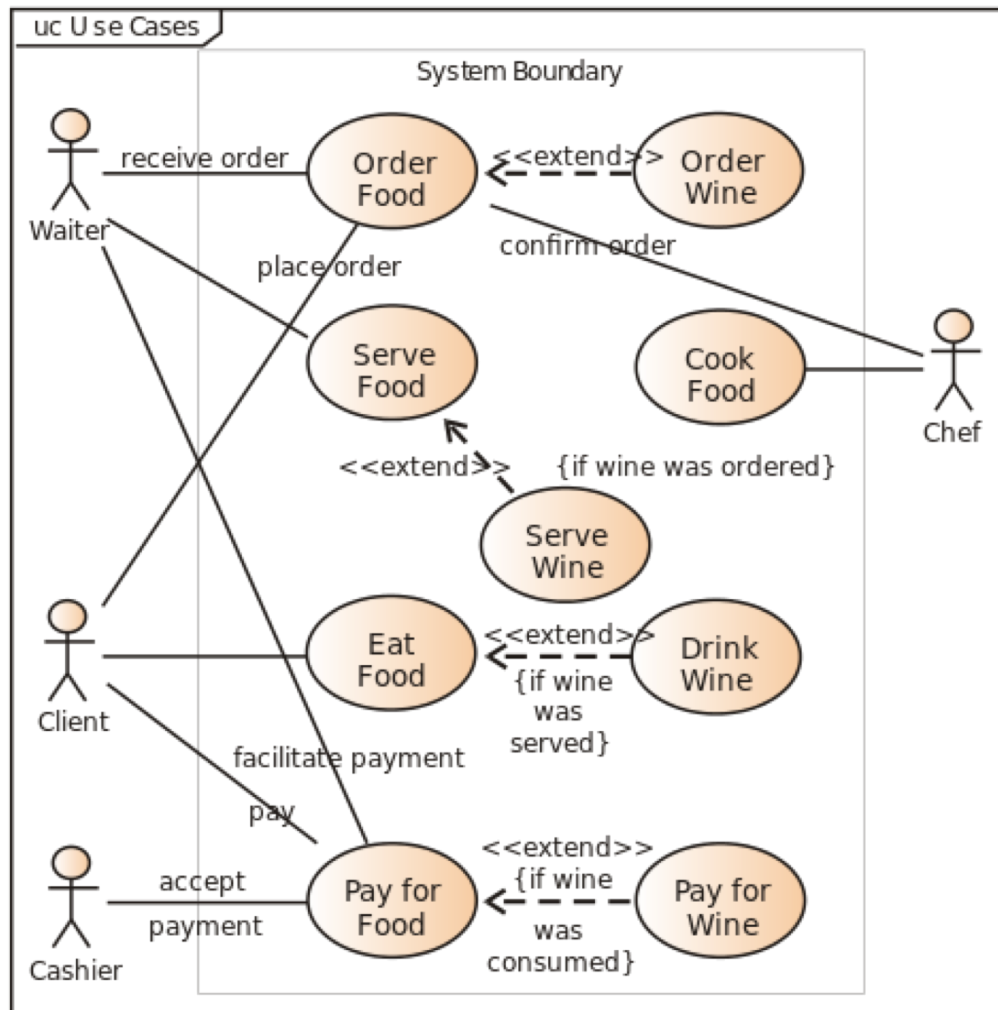 uc Use Cases
System Boundary
receive order
Order
Food
<<extend>>
Order
Wine
Waiter
place order
confirm order
Serve
Food
Cook
Food
Chef
<<extend>>
{if wine was ordered}
Serve
Wine
Eat
Food
<<extend>>
{if wine
was
served}
Drink
Wine
Client
facilitate payment
pay
accept
payment
Pay for
Food
<<extend>>
{if wine
was
consumed}
Pay for
Wine
Cashier